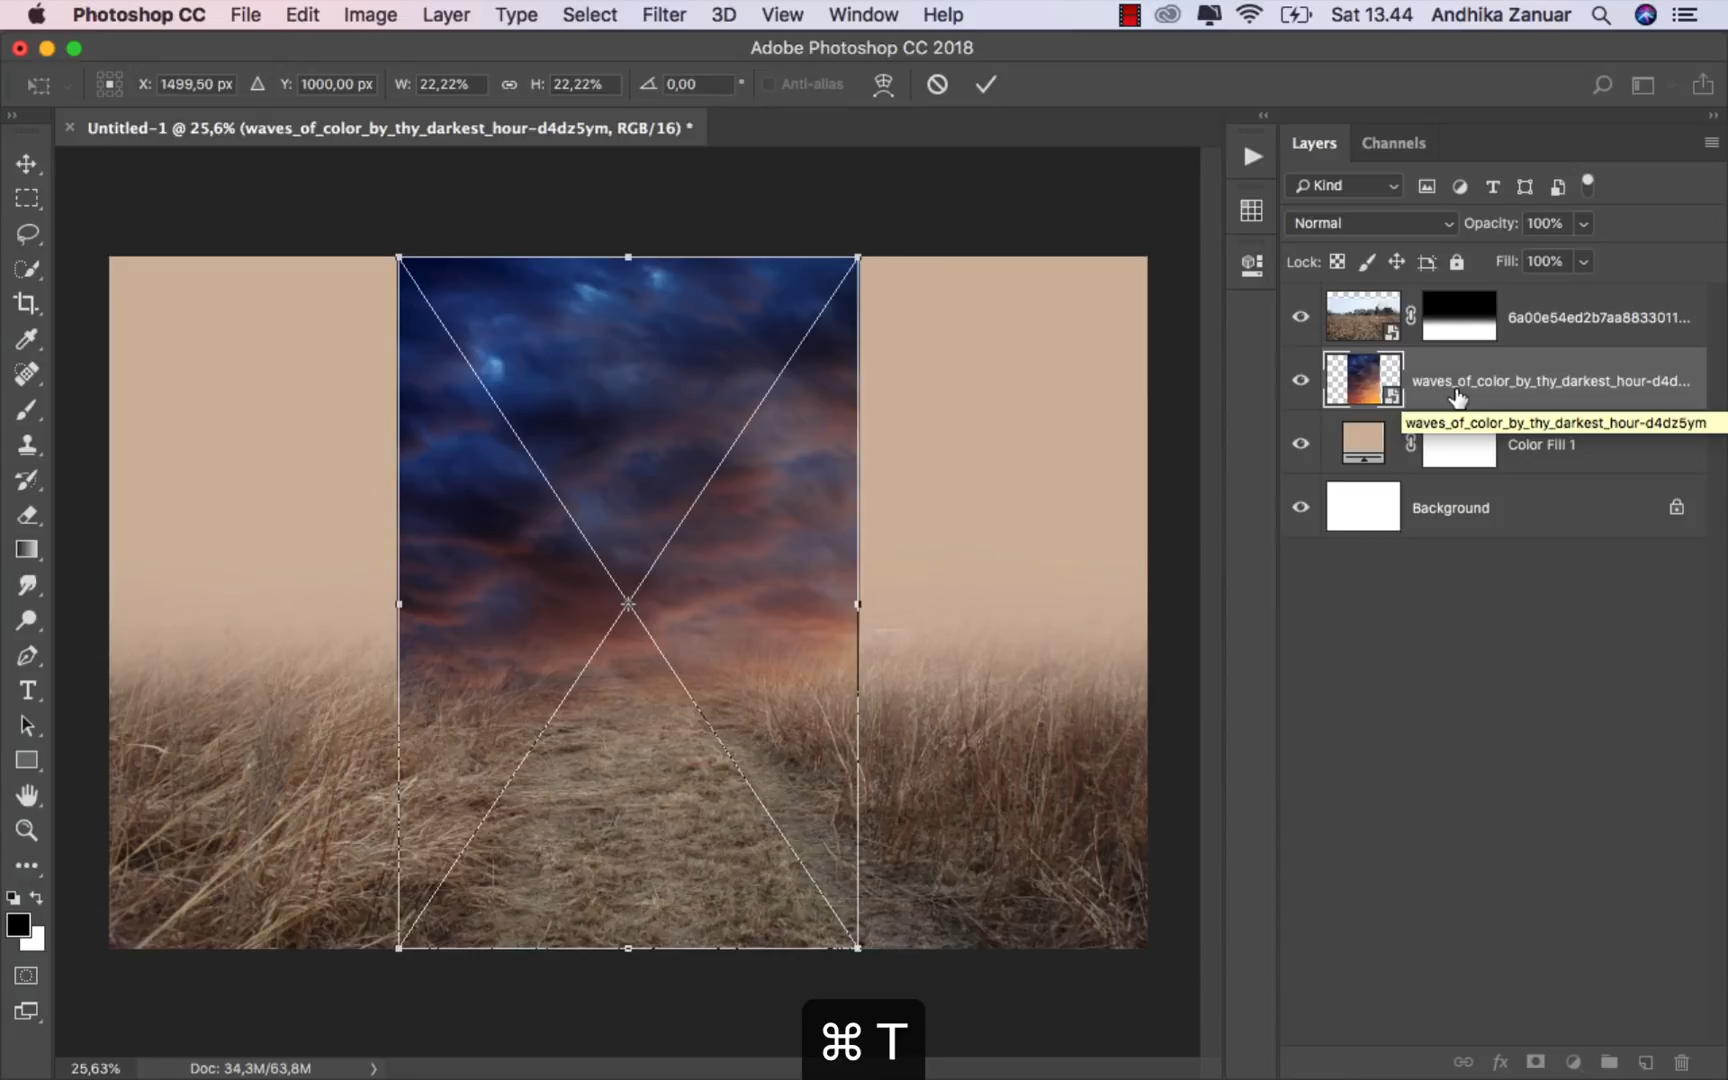 Photoshop CC File Edit Image Layer Type Select Filter 3D View Window Help Sat 13.44 Andhika Zanuar
Adobe Photoshop CC 2018
X: 1499,50 px Y: 1000,00 px W: 22,22% H: 22,22% 0,00 ° Anti-alias
Untitled-1 @ 25,6% (waves_of_color_by_thy_darkest_hour-d4dz5ym, RGB/16) *
Layers Channels
Kind
Normal Opacity: 100%
Lock: Fill: 100%
6a00e54ed2b7aa8833011...
waves_of_color_by_thy_darkest_hour-d4d...
waves_of_color_by_thy_darkest_hour-d4dz5ym
Color Fill 1
Background
⌘ T
25,63% Doc: 34,3M/63,8M